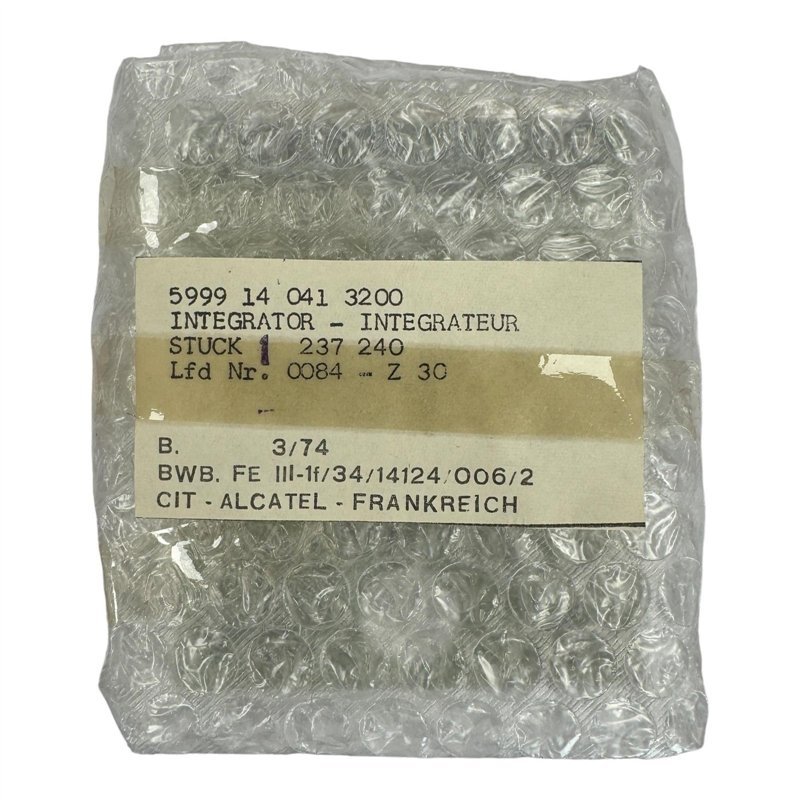 5999 14 041 3200
INTEGRATOR - INTEGRATEUR
STUCK 1 237 240
Lfd Nr. 0084 - Z 30
B. 3/74
BWB. FE III-1f/34/14124/006/2
CIT - ALCATEL - FRANKREICH